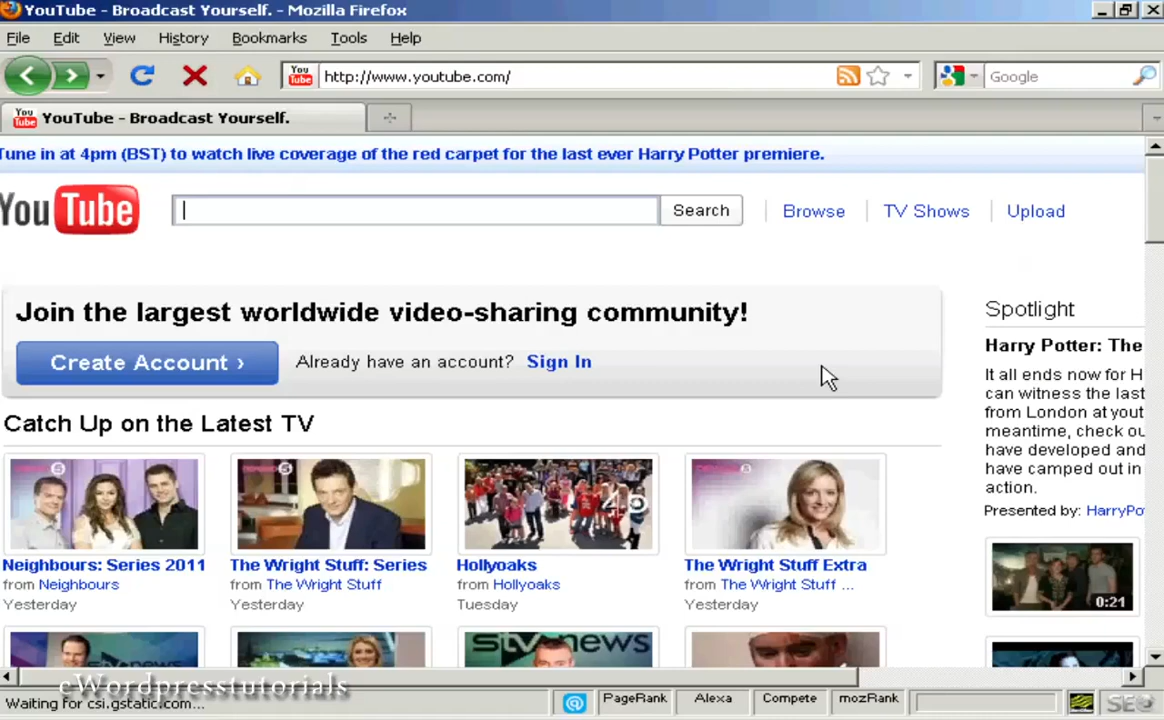 YouTube - Broadcast Yourself. - Mozilla Firefox
File Edit View History Bookmarks Tools Help
You Tube http://www.youtube.com/ Google
You Tube YouTube - Broadcast Yourself.
Tune in at 4pm (BST) to watch live coverage of the red carpet for the last ever Harry Potter premiere.
YouTube Search Browse TV Shows Upload
Join the largest worldwide video-sharing community!
Create Account › Already have an account? Sign In
Spotlight
Harry Potter: The
It all ends now for H
can witness the last
from London at yout
meantime, check ou
have developed and
have camped out in
action.
Presented by: HarryPo
Catch Up on the Latest TV
Neighbours: Series 2011
from Neighbours
Yesterday
The Wright Stuff: Series
from The Wright Stuff
Yesterday
Hollyoaks
from Hollyoaks
Tuesday
The Wright Stuff Extra
from The Wright Stuff ...
Yesterday
0:21
stv news
eWordpresstutorials
Waiting for csi.gstatic.com... PageRank Alexa Compete mozRank SEO